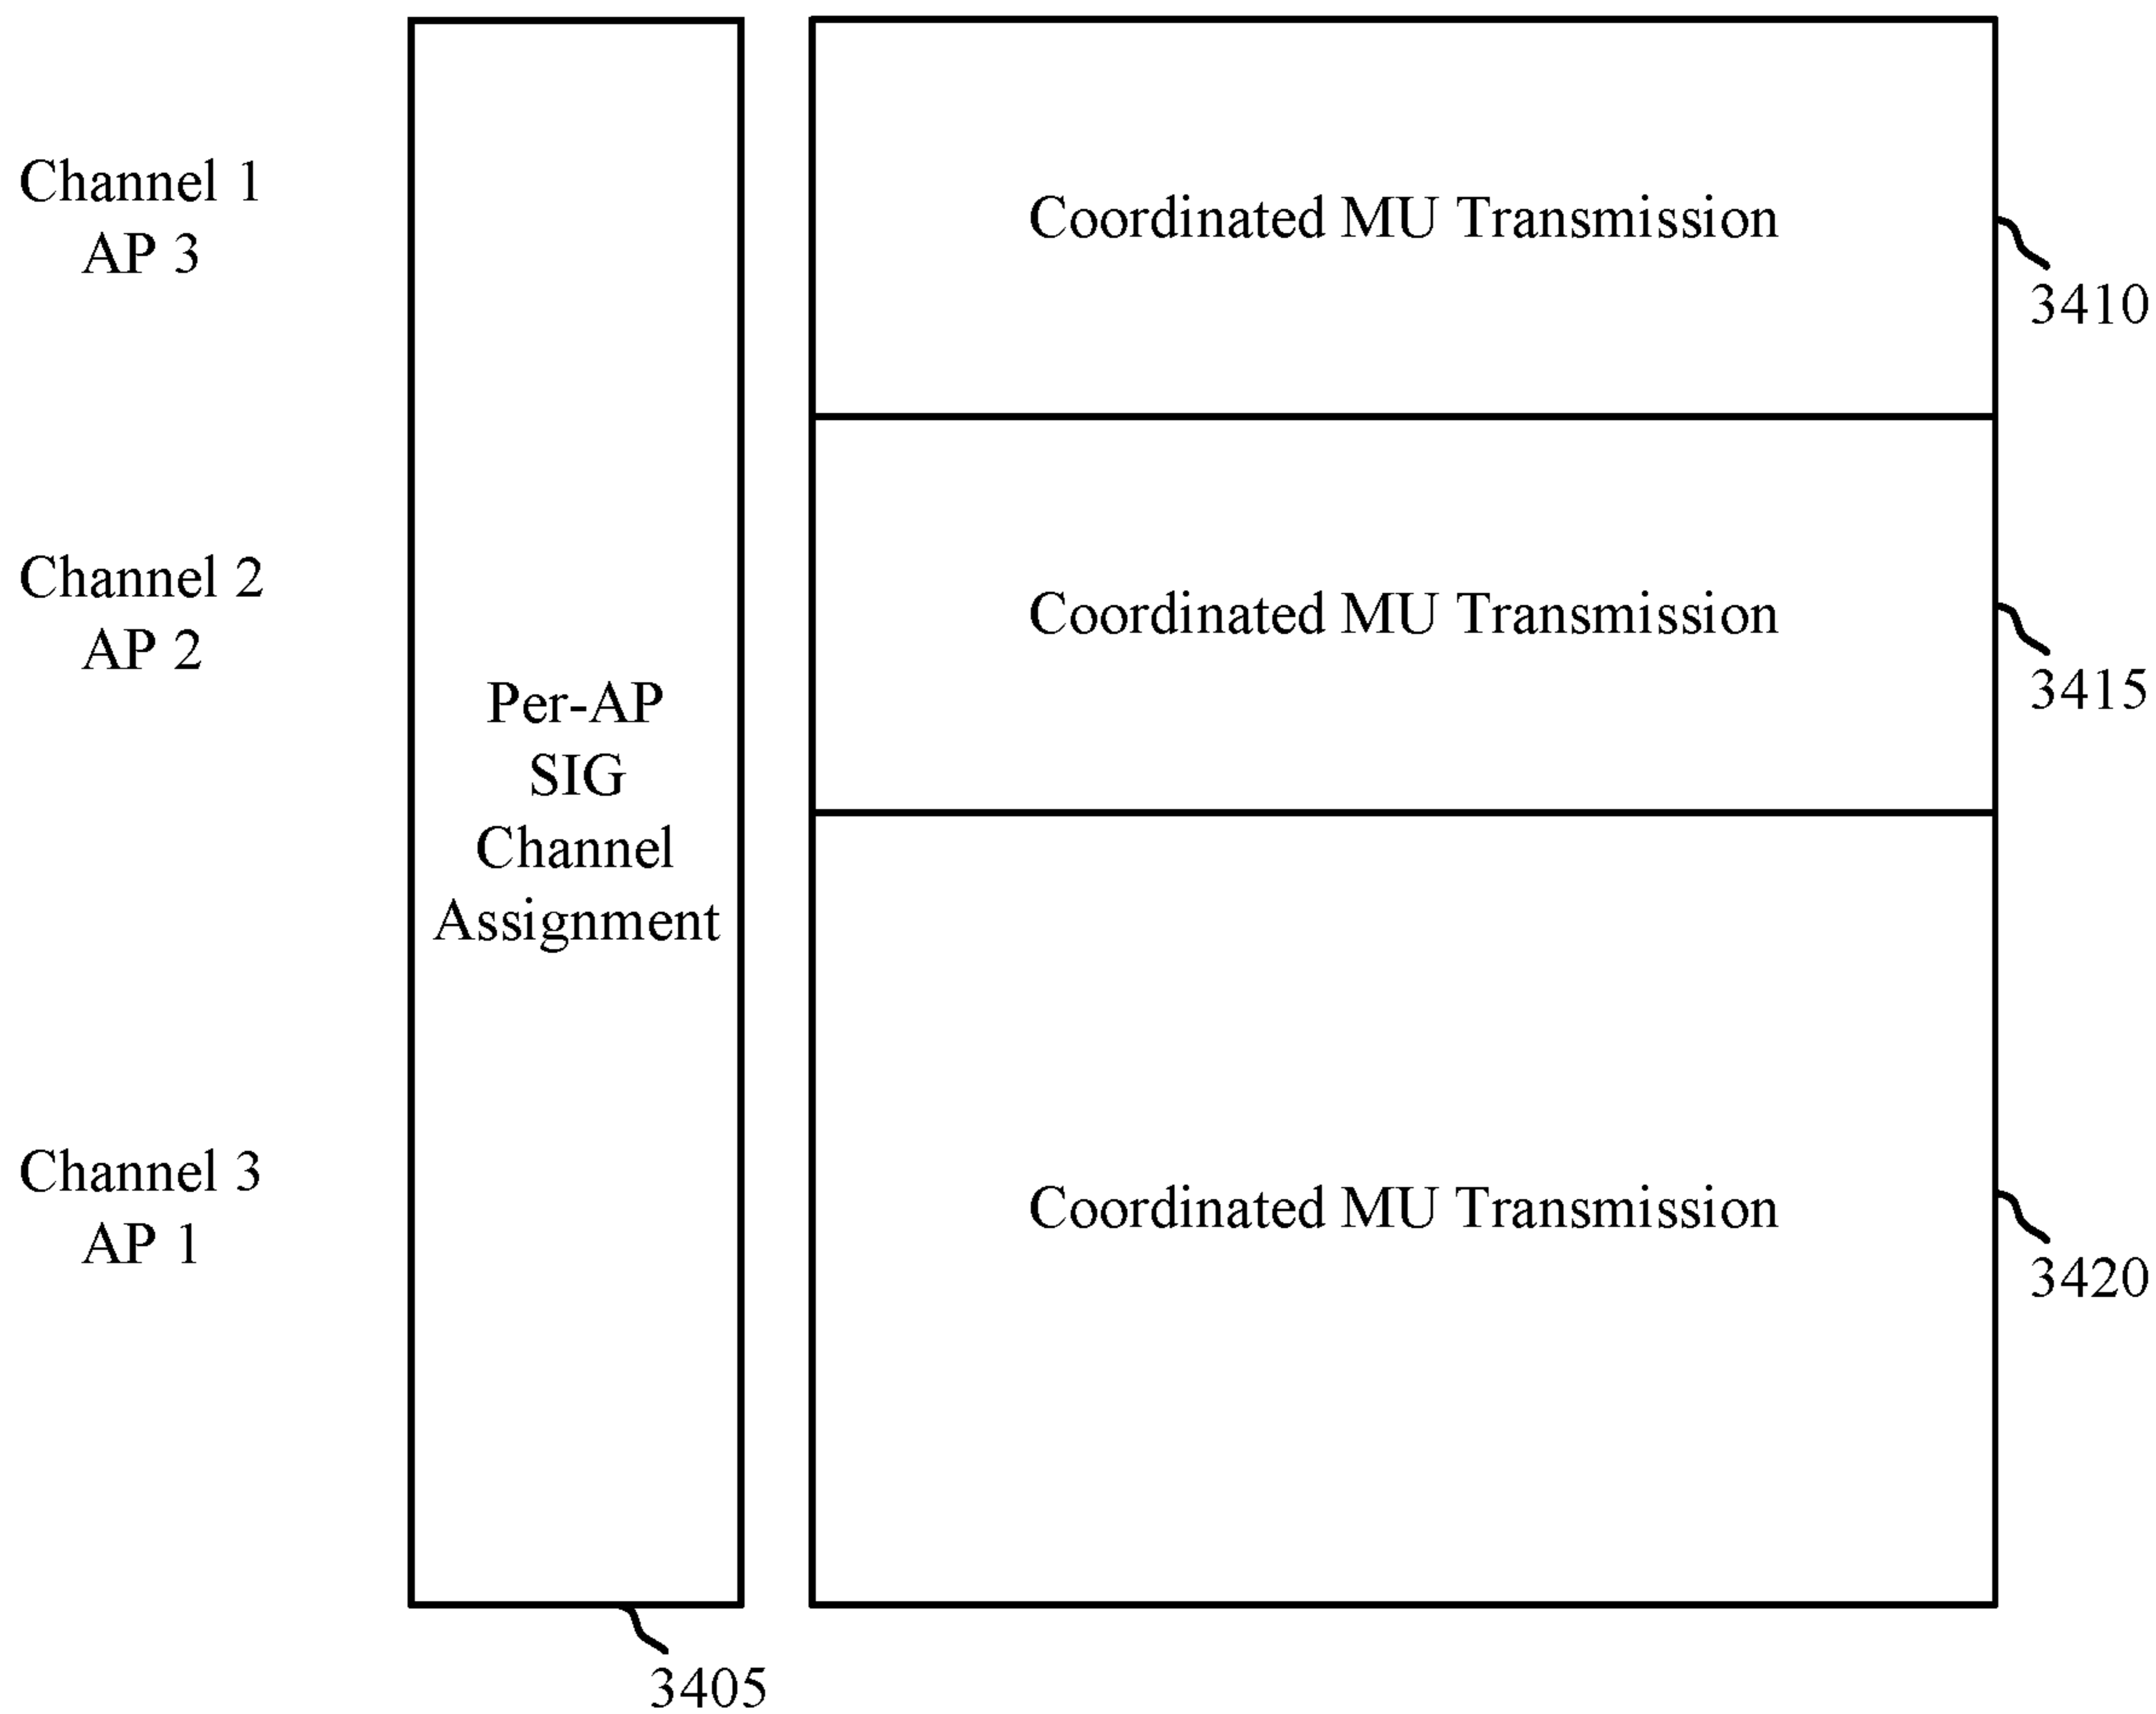 Channel 1
AP 3
Coordinated MU Transmission
3410
Channel 2
AP 2
Coordinated MU Transmission
3415
Per-AP
SIG
Channel
Assignment
Channel 3
AP 1
Coordinated MU Transmission
3420
3405